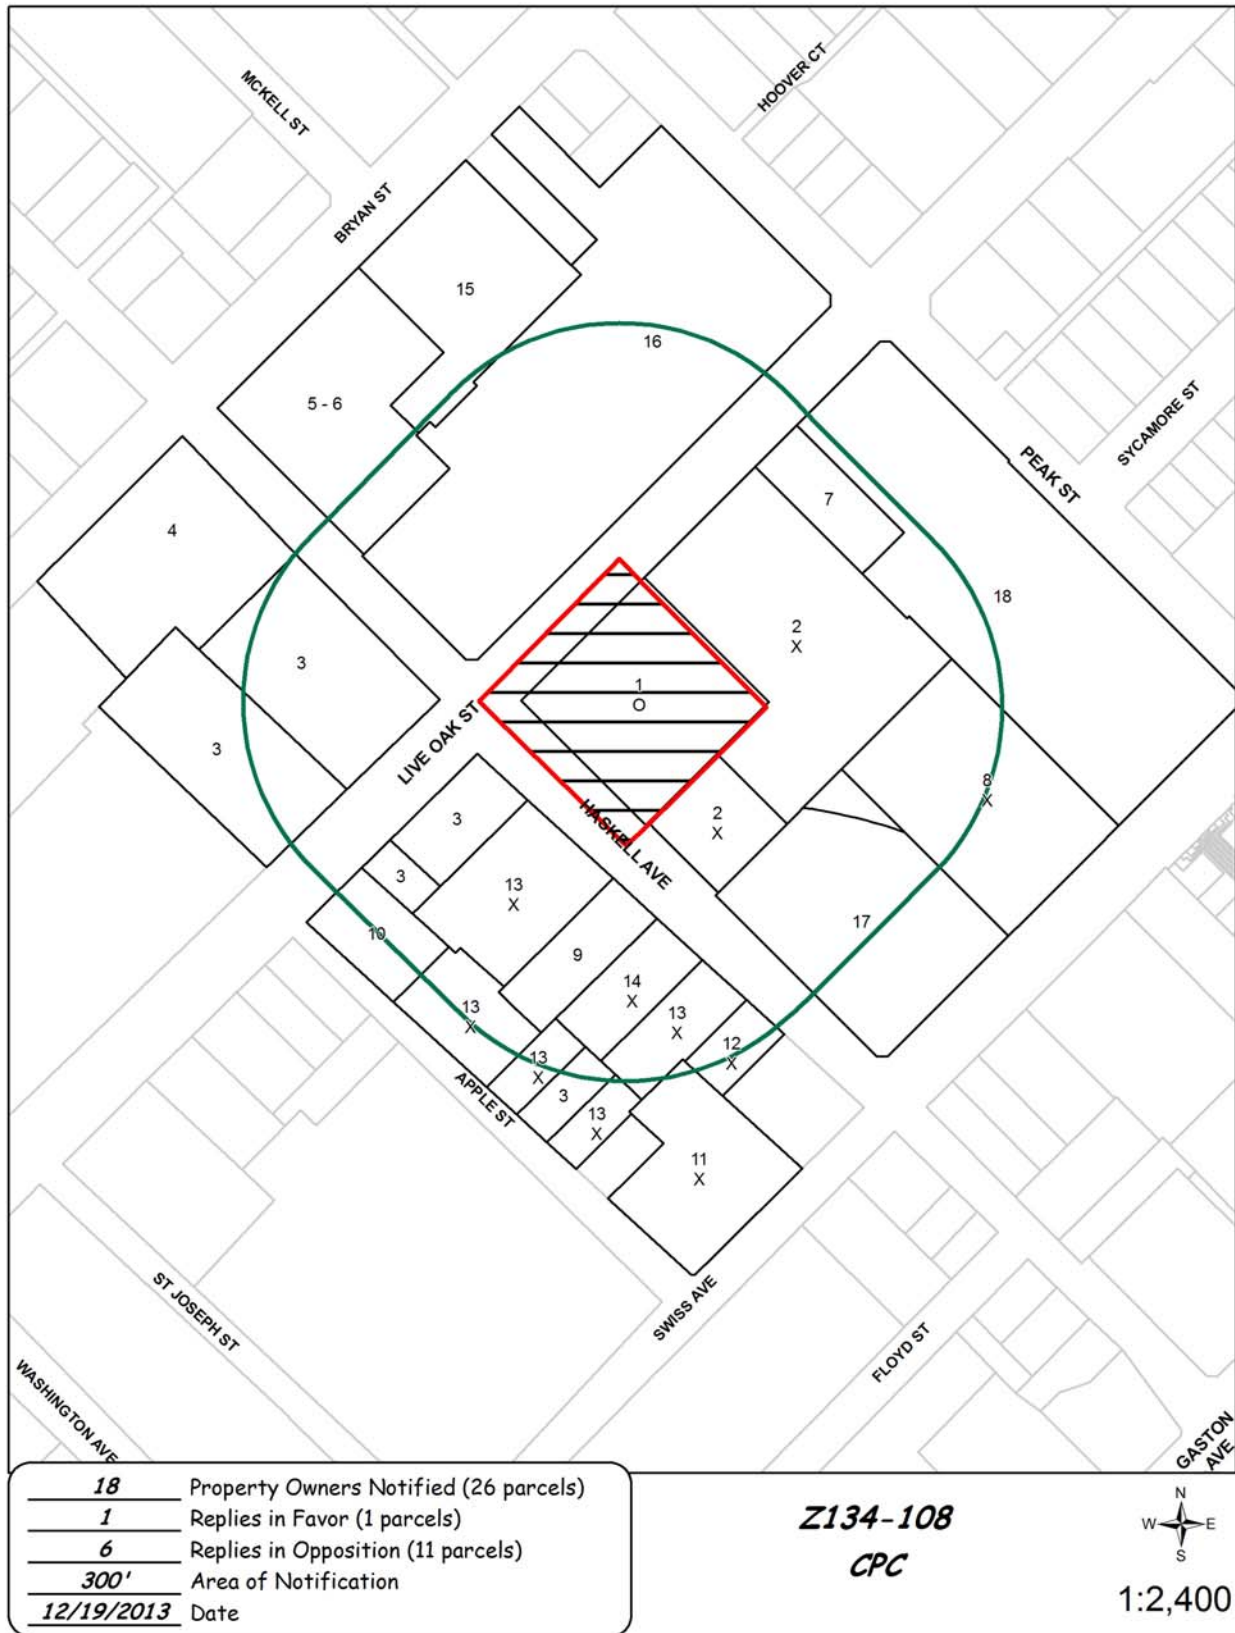 MCKELL ST
HOOVER CT
BRYAN ST
15
16
5 - 6
SYCAMORE ST
PEAK ST
7
4
18
2
X
3
1
O
LIVE OAK ST
3
8
X
HASKELL AVE
2
X
3
3
13
X
17
10
9
14
X
13
X
13
X
12
X
13
X
3
13
X
APPLE ST
11
X
ST JOSEPH ST
SWISS AVE
FLOYD ST
WASHINGTON AVE
GASTON
AVE
18 Property Owners Notified (26 parcels)
1 Replies in Favor (1 parcels)
6 Replies in Opposition (11 parcels)
300' Area of Notification
12/19/2013 Date
Z134-108
CPC
N
W E
S
1:2,400